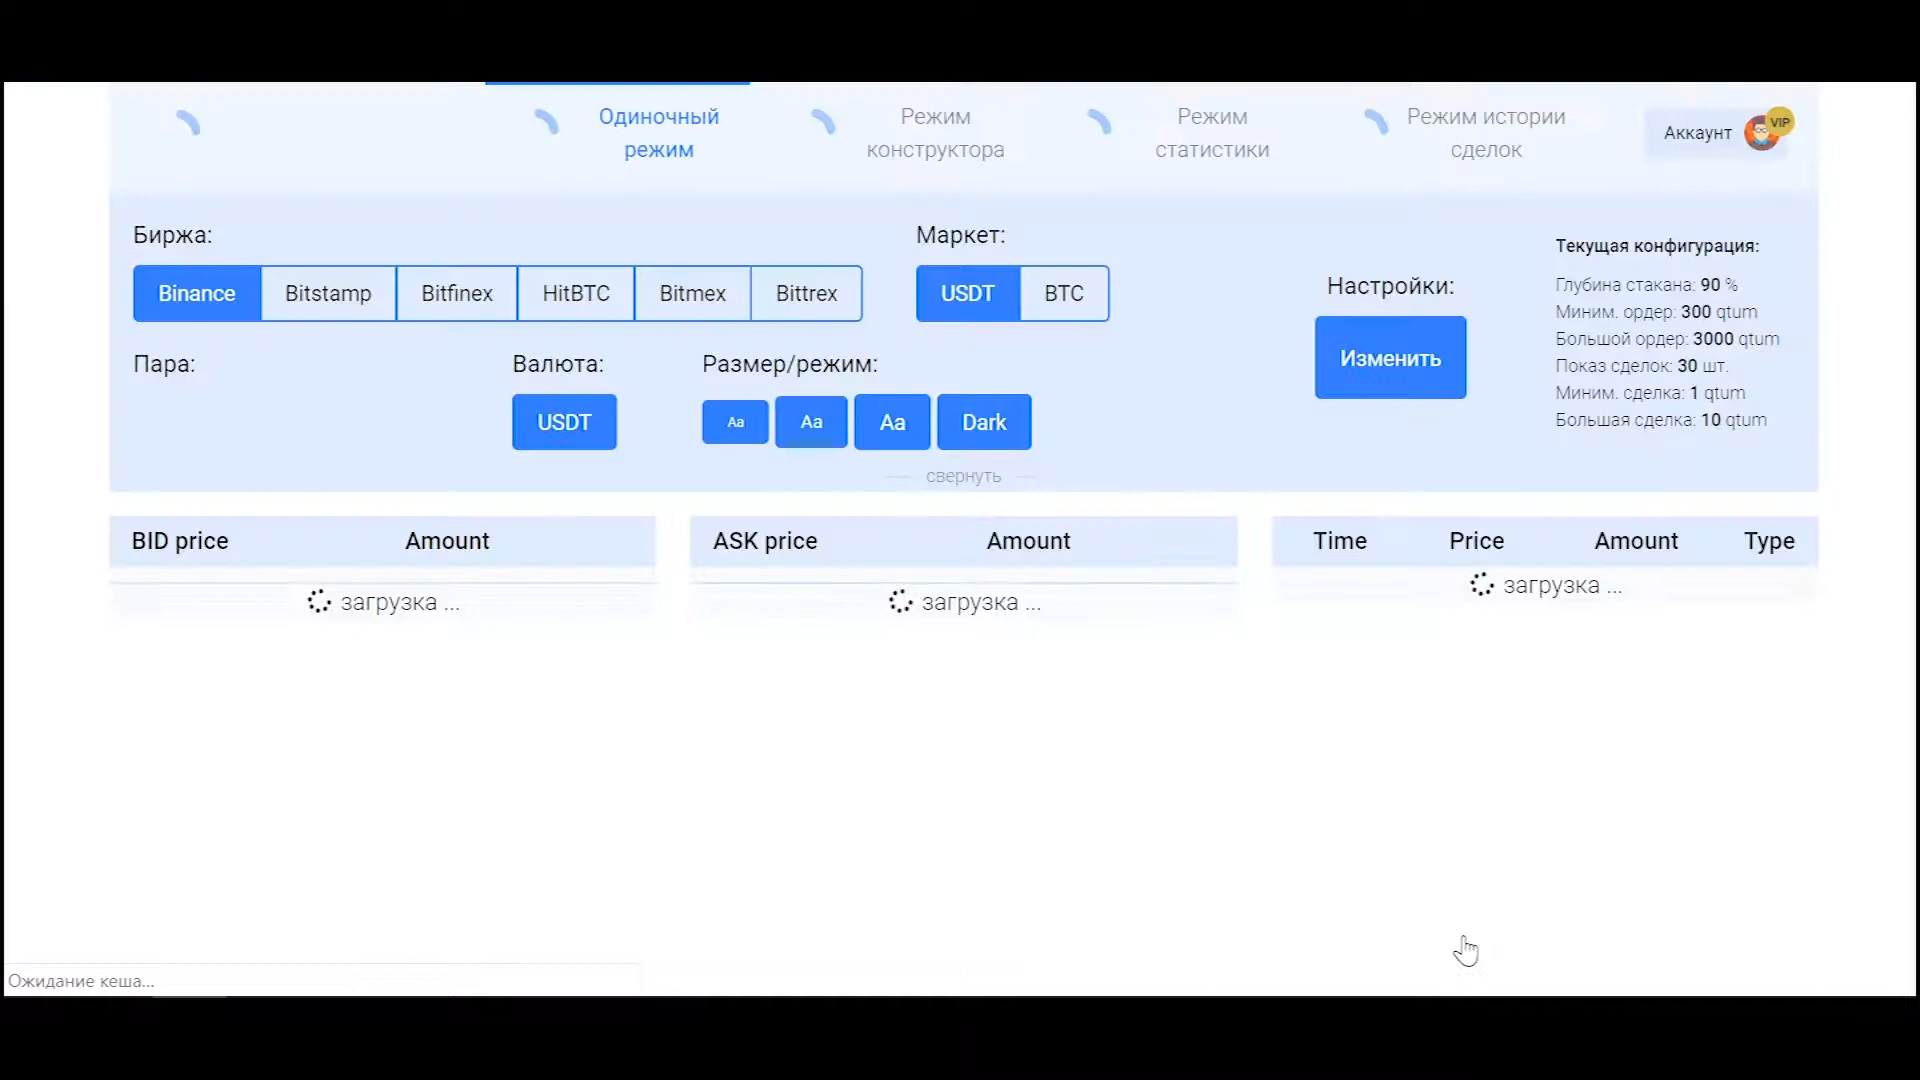 Одиночный
режим
Режим
конструктора
Режим
статистики
Режим истории
сделок
Аккаунт
VIP
Биржа:
Binance
Bitstamp
Bitfinex
HitBTC
Bitmex
Bittrex
Маркет:
USDT
BTC
Пара:
Валюта:
USDT
Размер/режим:
Aa
Aa
Aa
Dark
Настройки:
Изменить
Текущая конфигурация:
Глубина стакана: 90 %
Миним. ордер: 300 qtum
Большой ордер: 3000 qtum
Показ сделок: 30 шт.
Миним. сделка: 1 qtum
Большая сделка: 10 qtum
свернуть
BID price Amount
загрузка ...
ASK price Amount
загрузка ...
Time Price Amount Type
загрузка ...
Ожидание кеша...